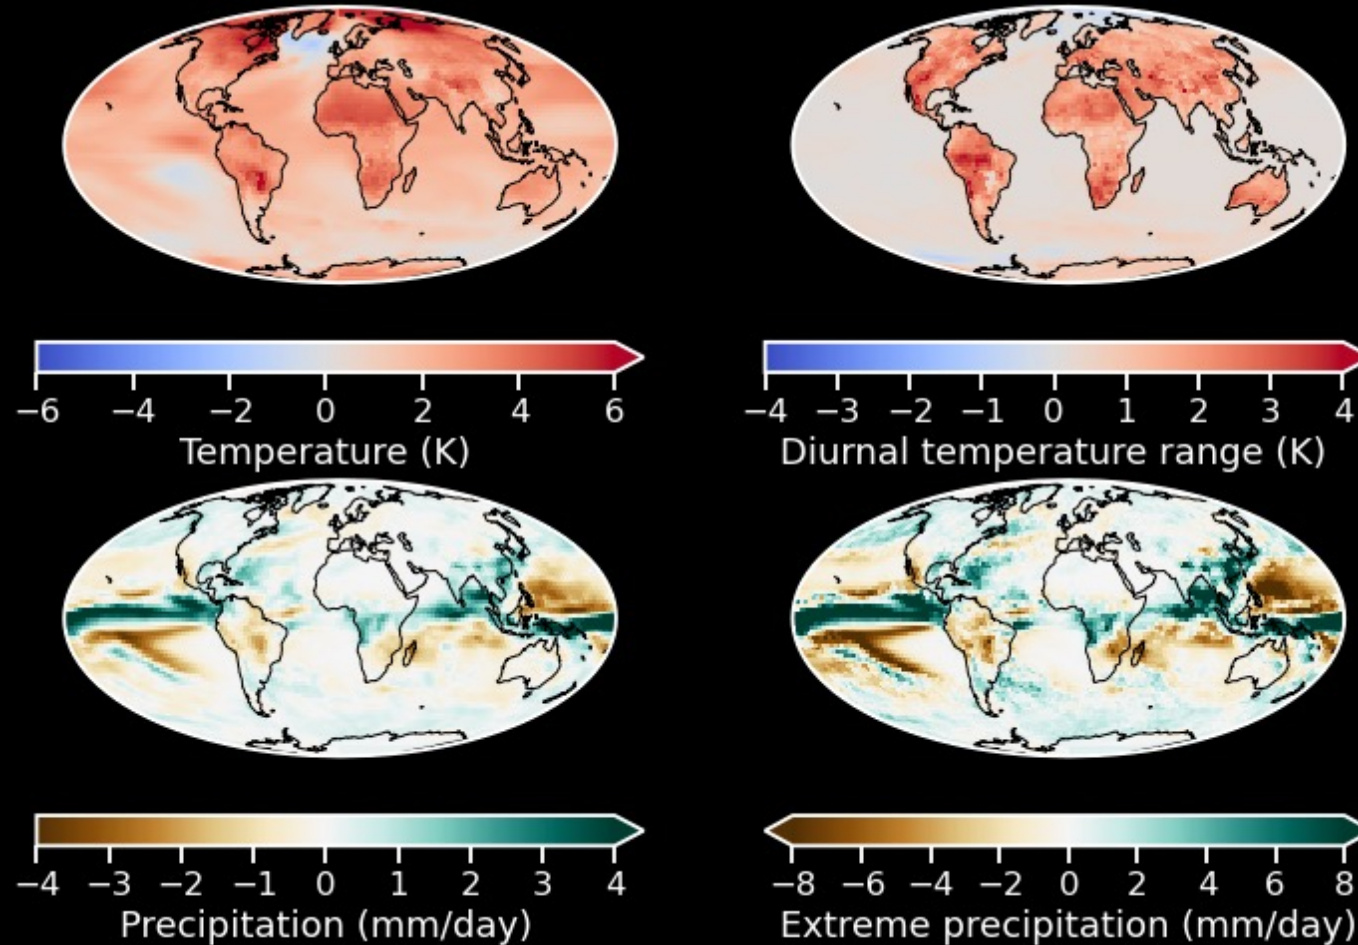 −6 −4 −2 0 2 4 6
Temperature (K)
−4 −3 −2 −1 0 1 2 3 4
Diurnal temperature range (K)
−4 −3 −2 −1 0 1 2 3 4
Precipitation (mm/day)
−8 −6 −4 −2 0 2 4 6 8
Extreme precipitation (mm/day)